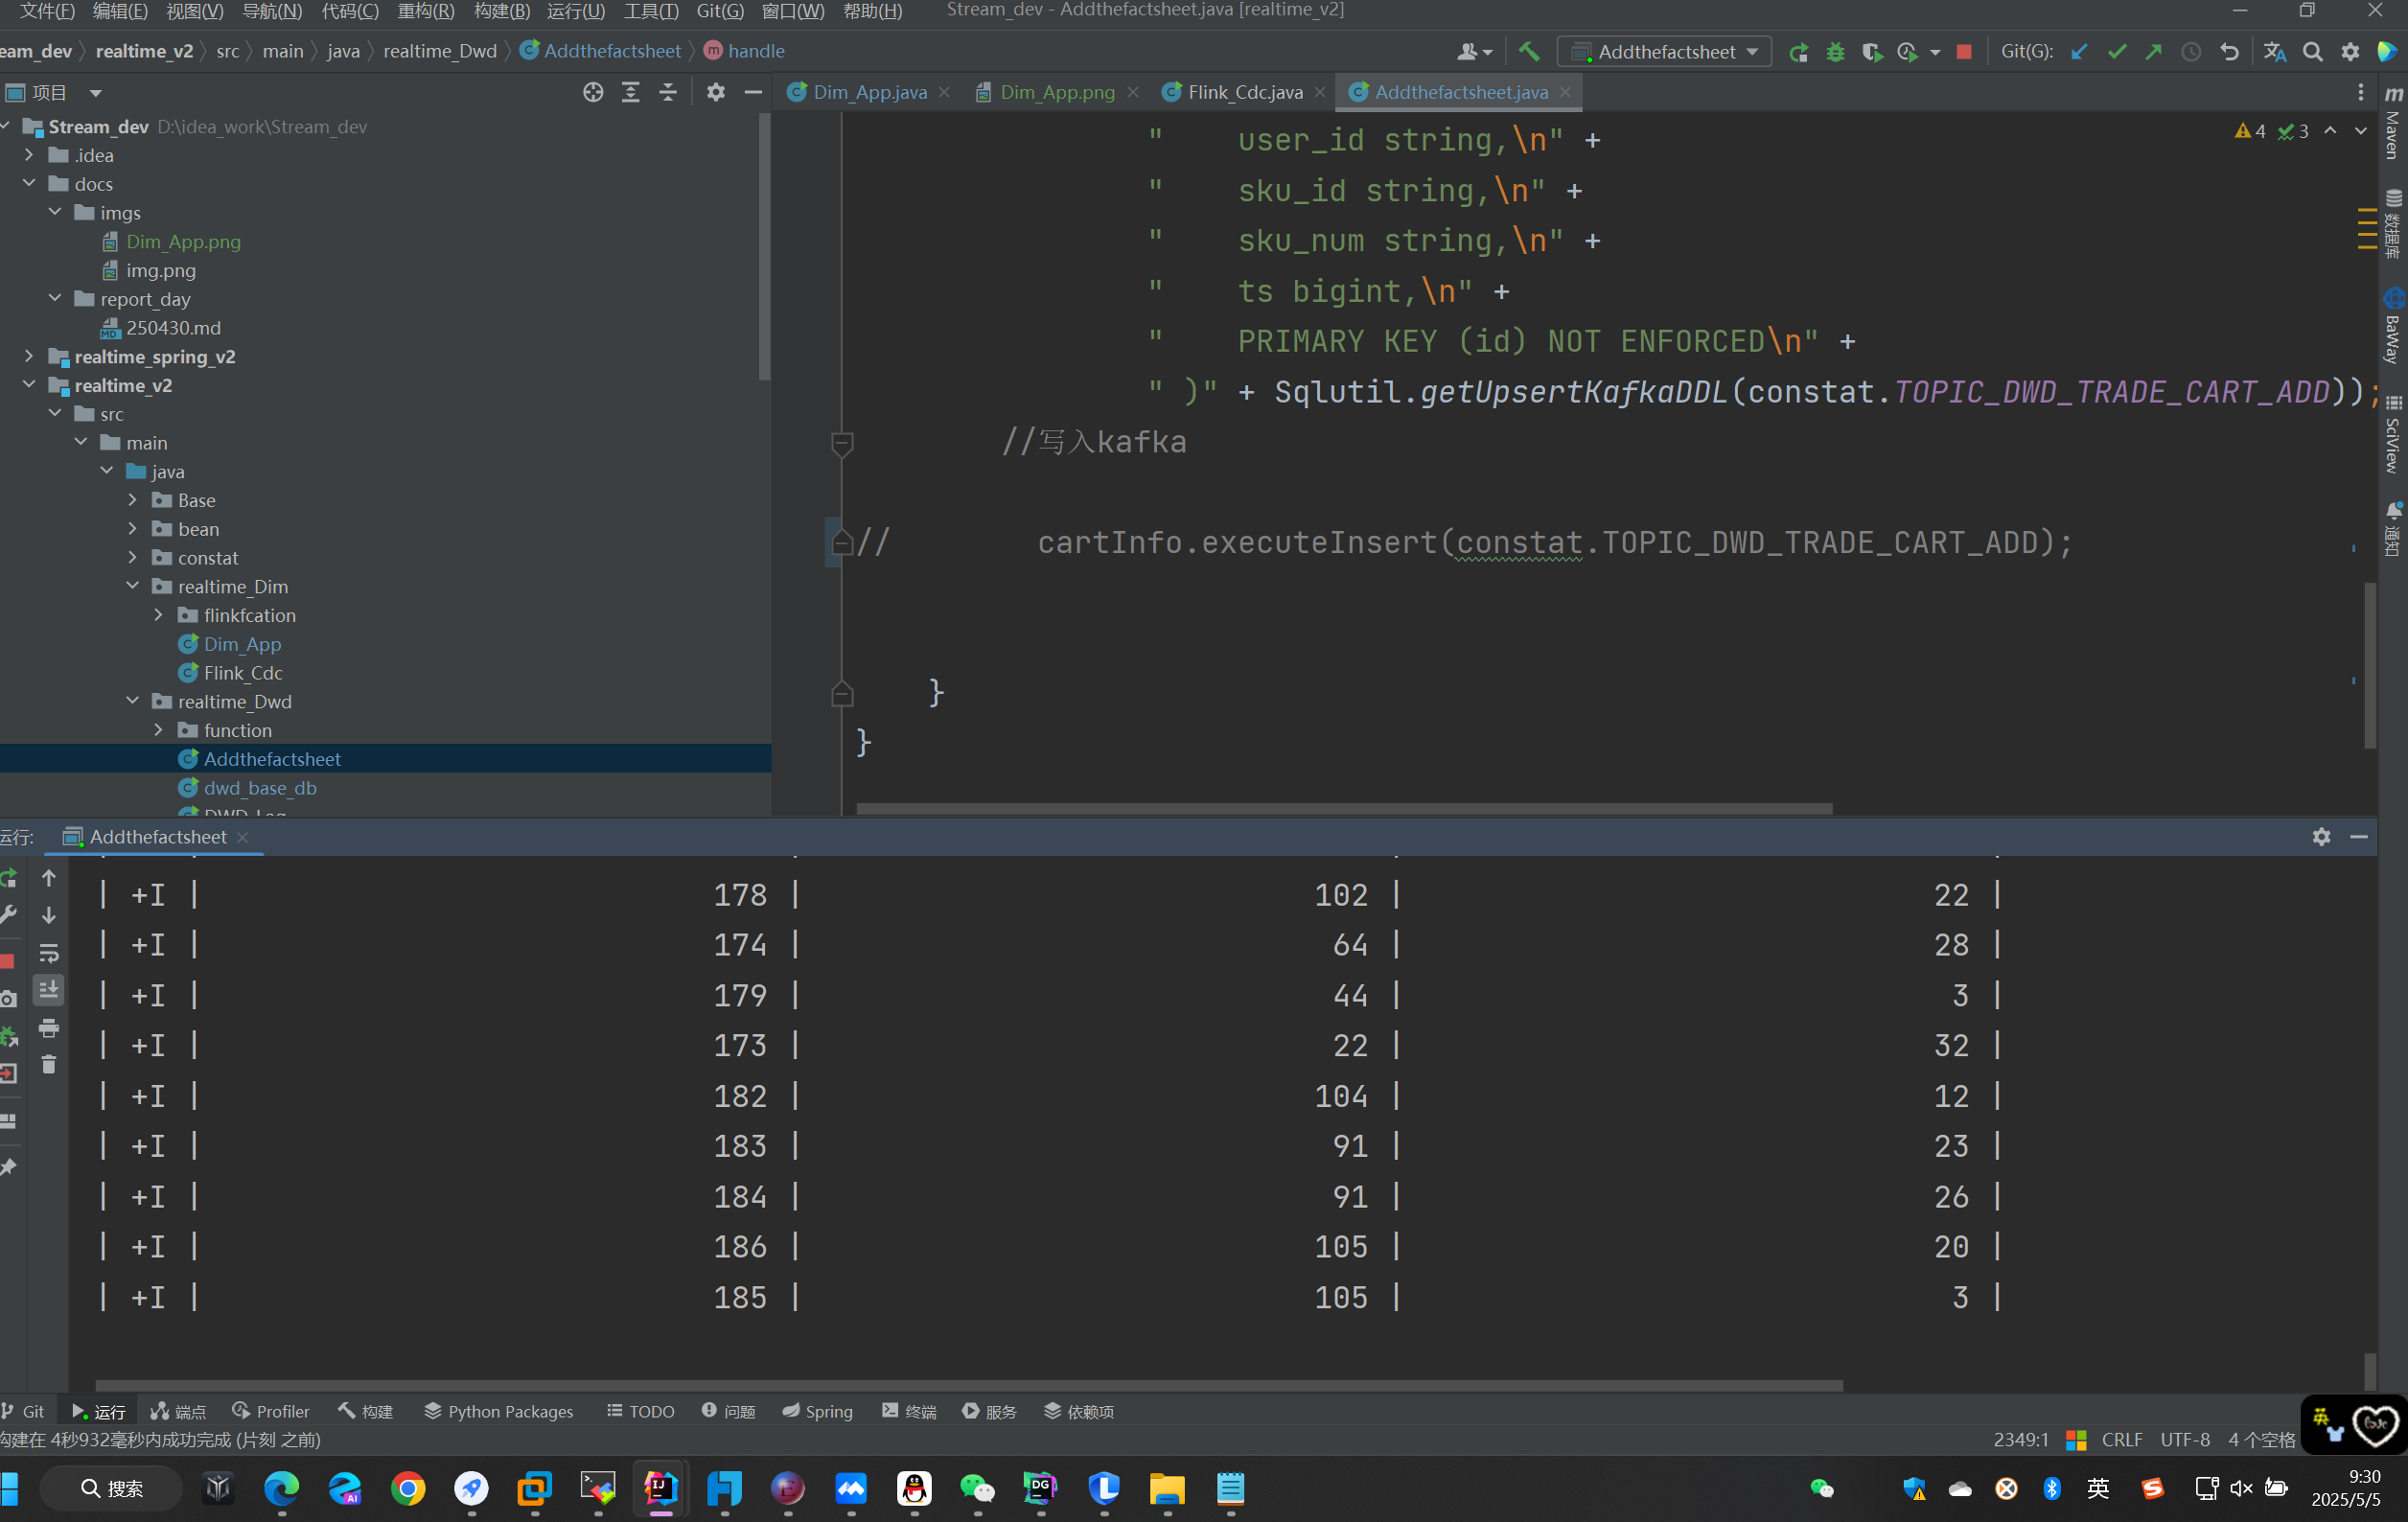 文件(F) 编辑(E) 视图(V) 导航(N) 代码(C) 重构(R) 构建(B) 运行(U) 工具(T) Git(G) 窗口(W) 帮助(H) Stream_dev - Addthefactsheet.java [realtime_v2]
eam_dev realtime_v2 src main java realtime_Dwd Addthefactsheet handle Addthefactsheet Git(G):
项目
Dim_App.java Dim_App.png Flink_Cdc.java Addthefactsheet.java
Stream_dev D:\idea_work\Stream_dev
.idea
docs
imgs
Dim_App.png
img.png
report_day
250430.md
realtime_spring_v2
realtime_v2
src
main
java
Base
bean
constat
realtime_Dim
flinkfcation
Dim_App
Flink_Cdc
realtime_Dwd
function
Addthefactsheet
dwd_base_db
4 3
" user_id string,\n" +
" sku_id string,\n" +
" sku_num string,\n" +
" ts bigint,\n" +
" PRIMARY KEY (id) NOT ENFORCED\n" +
" )" + Sqlutil.getUpsertKafkaDDL(constat.TOPIC_DWD_TRADE_CART_ADD));
//写入kafka
// cartInfo.executeInsert(constat.TOPIC_DWD_TRADE_CART_ADD);
}
}
Maven
数据库
BaWay
SciView
通知
运行: Addthefactsheet
| +I | 178 | 102 | 22 |
| +I | 174 | 64 | 28 |
| +I | 179 | 44 | 3 |
| +I | 173 | 22 | 32 |
| +I | 182 | 104 | 12 |
| +I | 183 | 91 | 23 |
| +I | 184 | 91 | 26 |
| +I | 186 | 105 | 20 |
| +I | 185 | 105 | 3 |
Git 运行 端点 Profiler 构建 Python Packages TODO 问题 Spring 终端 服务 依赖项
构建在 4秒932毫秒内成功完成 (片刻 之前) 2349:1 CRLF UTF-8 4 个空格
英 love
搜索 英 9:30
2025/5/5